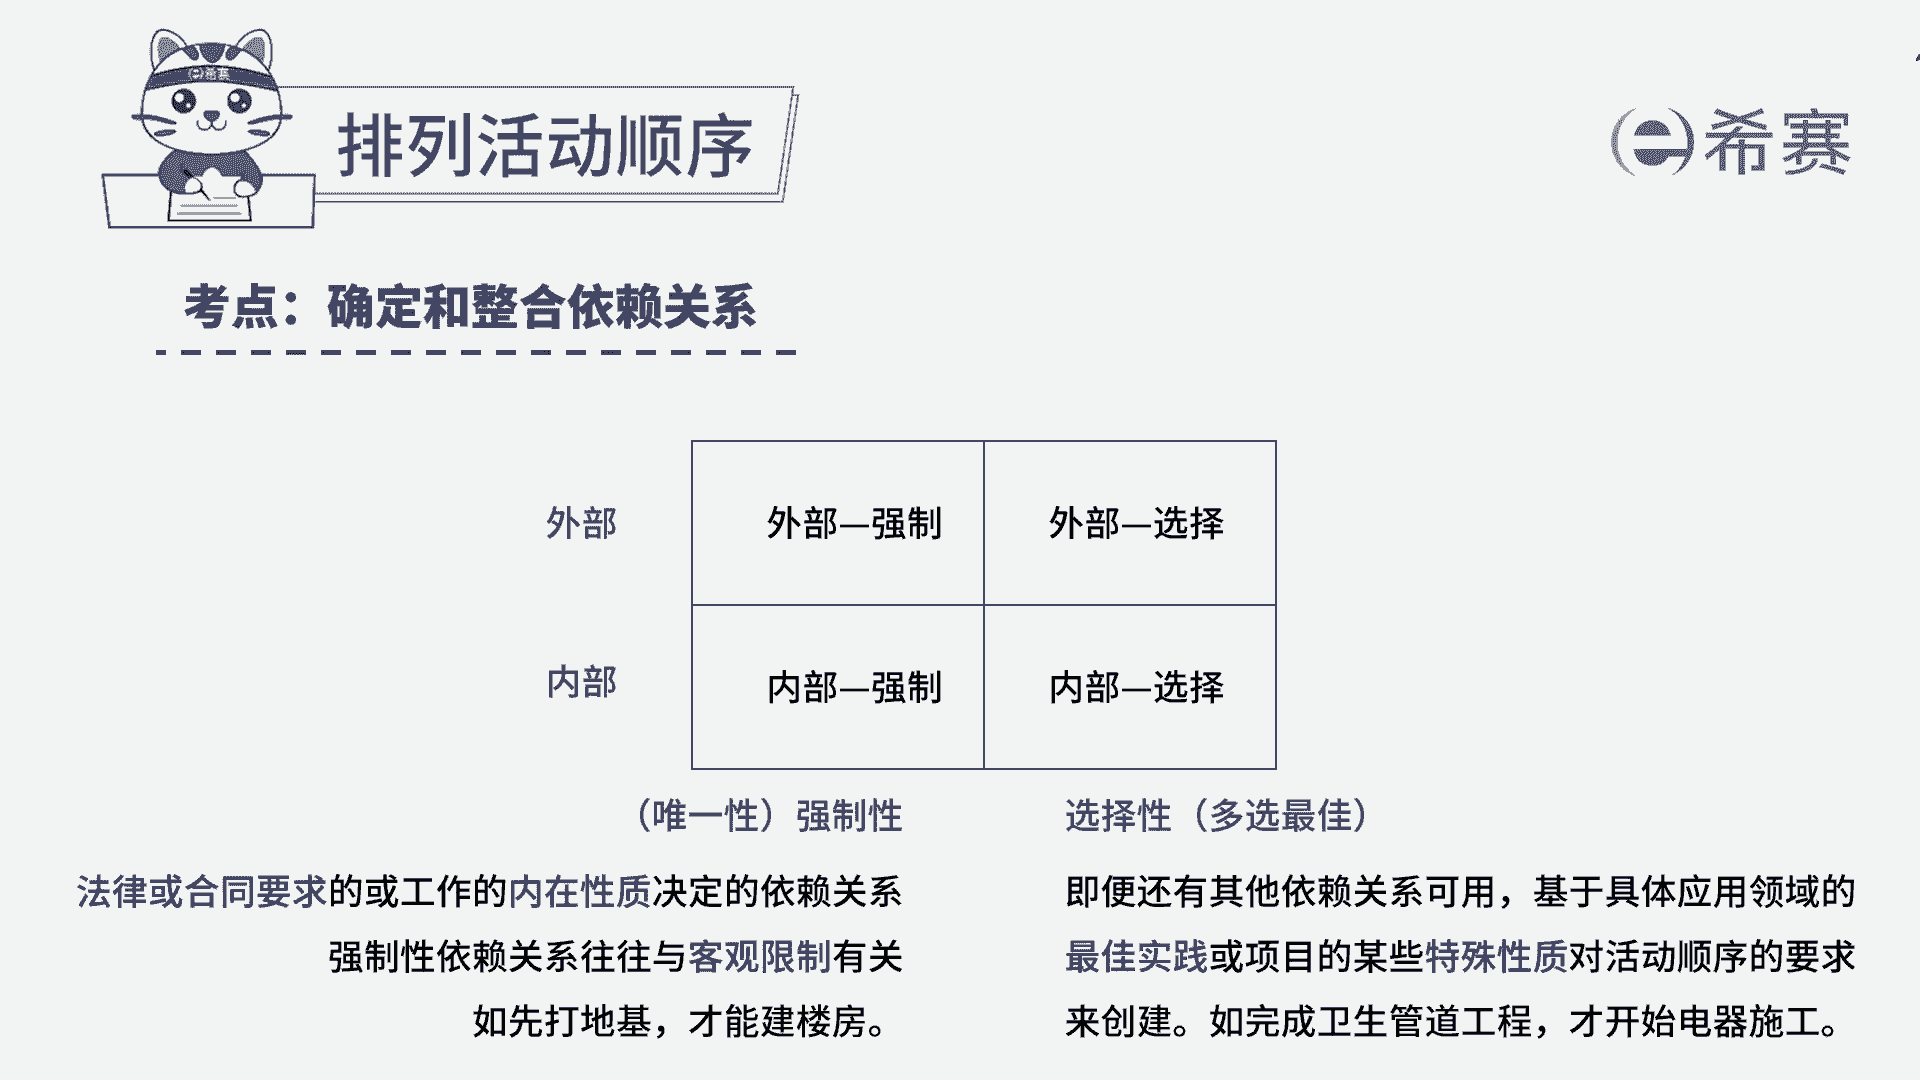 希赛
排列活动顺序
希赛
考点：确定和整合依赖关系
外部
外部—强制
外部—选择
内部
内部—强制
内部—选择
（唯一性）强制性
选择性（多选最佳）
法律或合同要求的或工作的内在性质决定的依赖关系
强制性依赖关系往往与客观限制有关
如先打地基，才能建楼房。
即便还有其他依赖关系可用，基于具体应用领域的
最佳实践或项目的某些特殊性质对活动顺序的要求
来创建。如完成卫生管道工程，才开始电器施工。